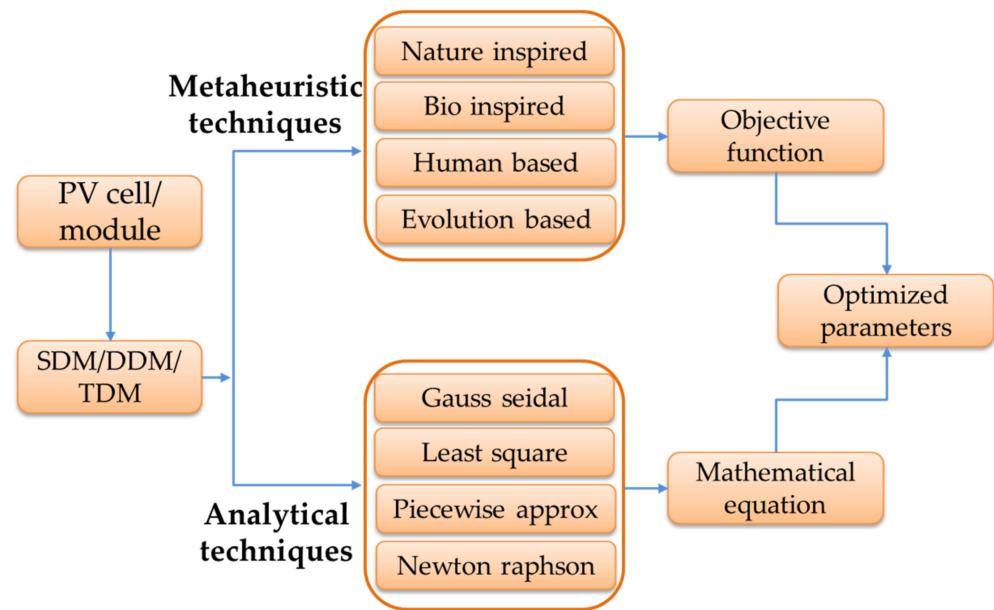 PV cell/
module
SDM/DDM/
TDM
Metaheuristic
techniques
Nature inspired
Bio inspired
Human based
Evolution based
Objective
function
Analytical
techniques
Gauss seidal
Least square
Piecewise approx
Newton raphson
Mathematical
equation
Optimized
parameters